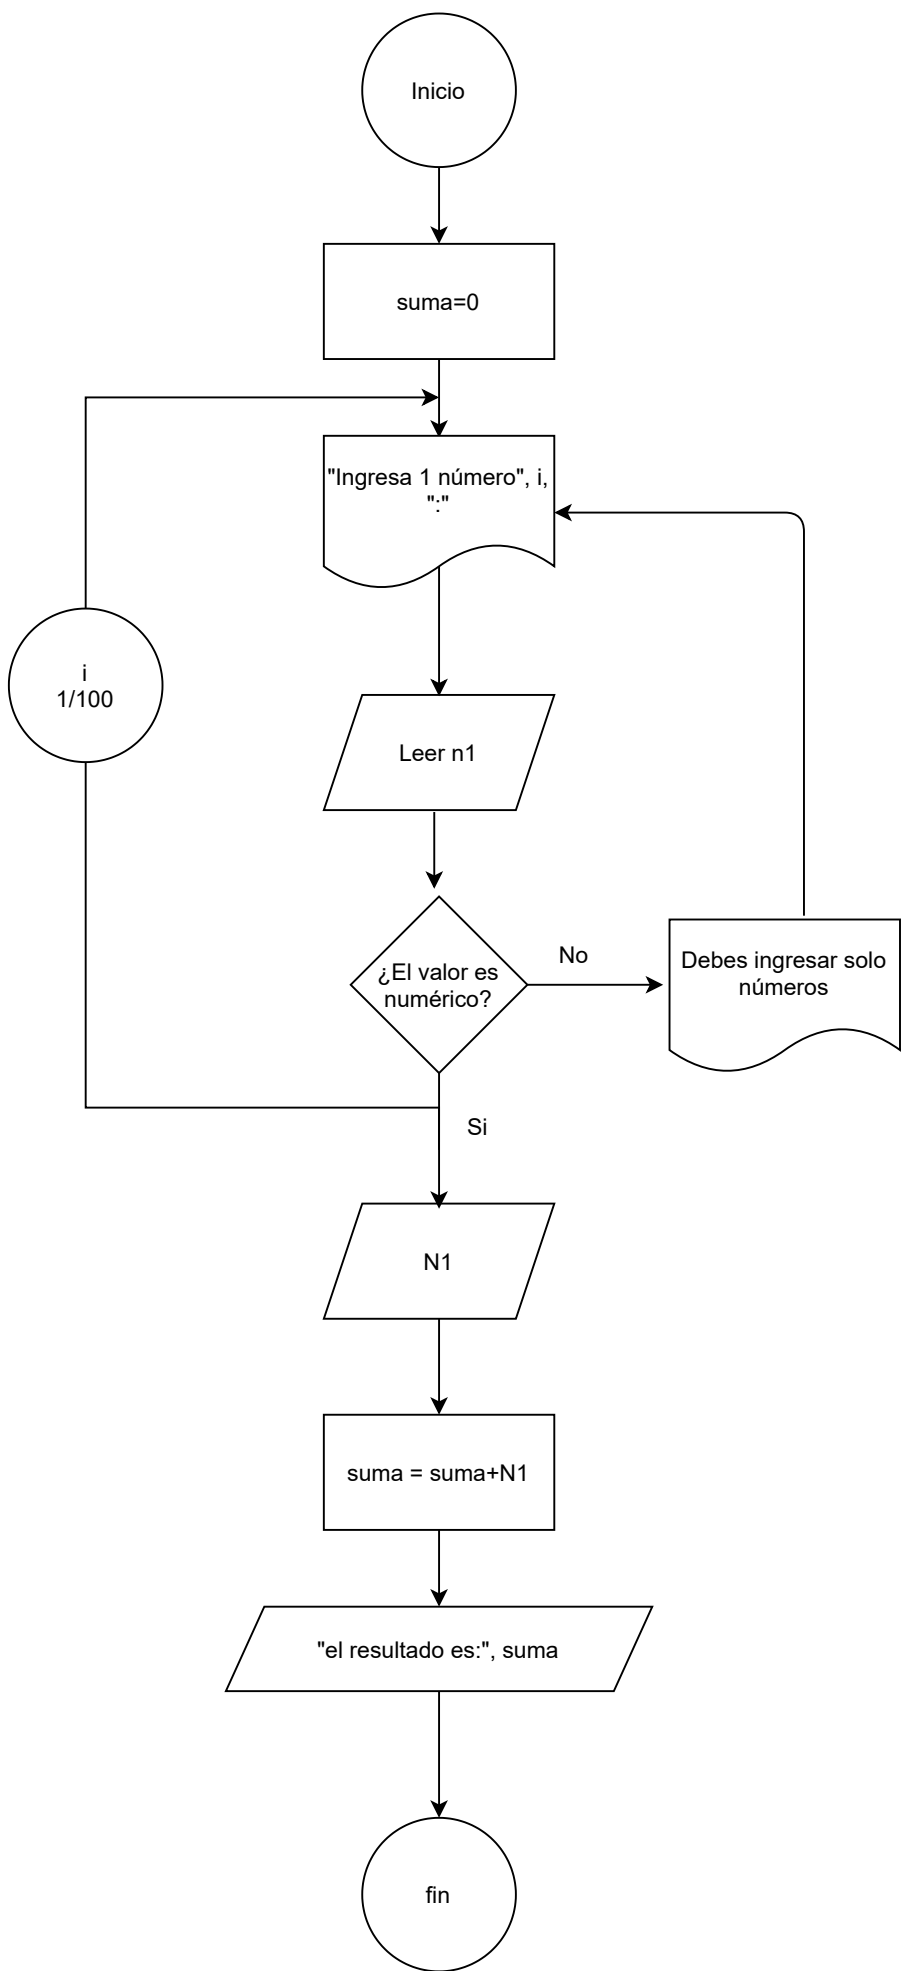 Inicio
suma=0
"Ingresa 1 número", i,
":"
i
1/100
Leer n1
¿El valor es
numérico?
No
Debes ingresar solo
números
Si
N1
suma = suma+N1
"el resultado es:", suma
fin